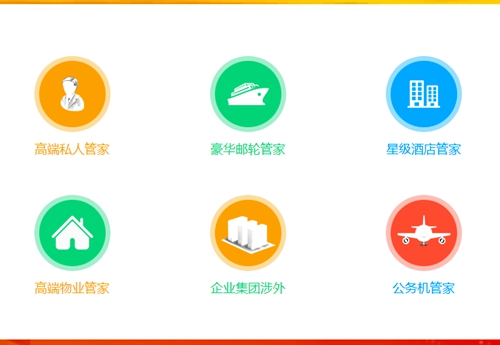 高端私人管家
豪华邮轮管家
星级酒店管家
高端物业管家
企业集团涉外
公务机管家